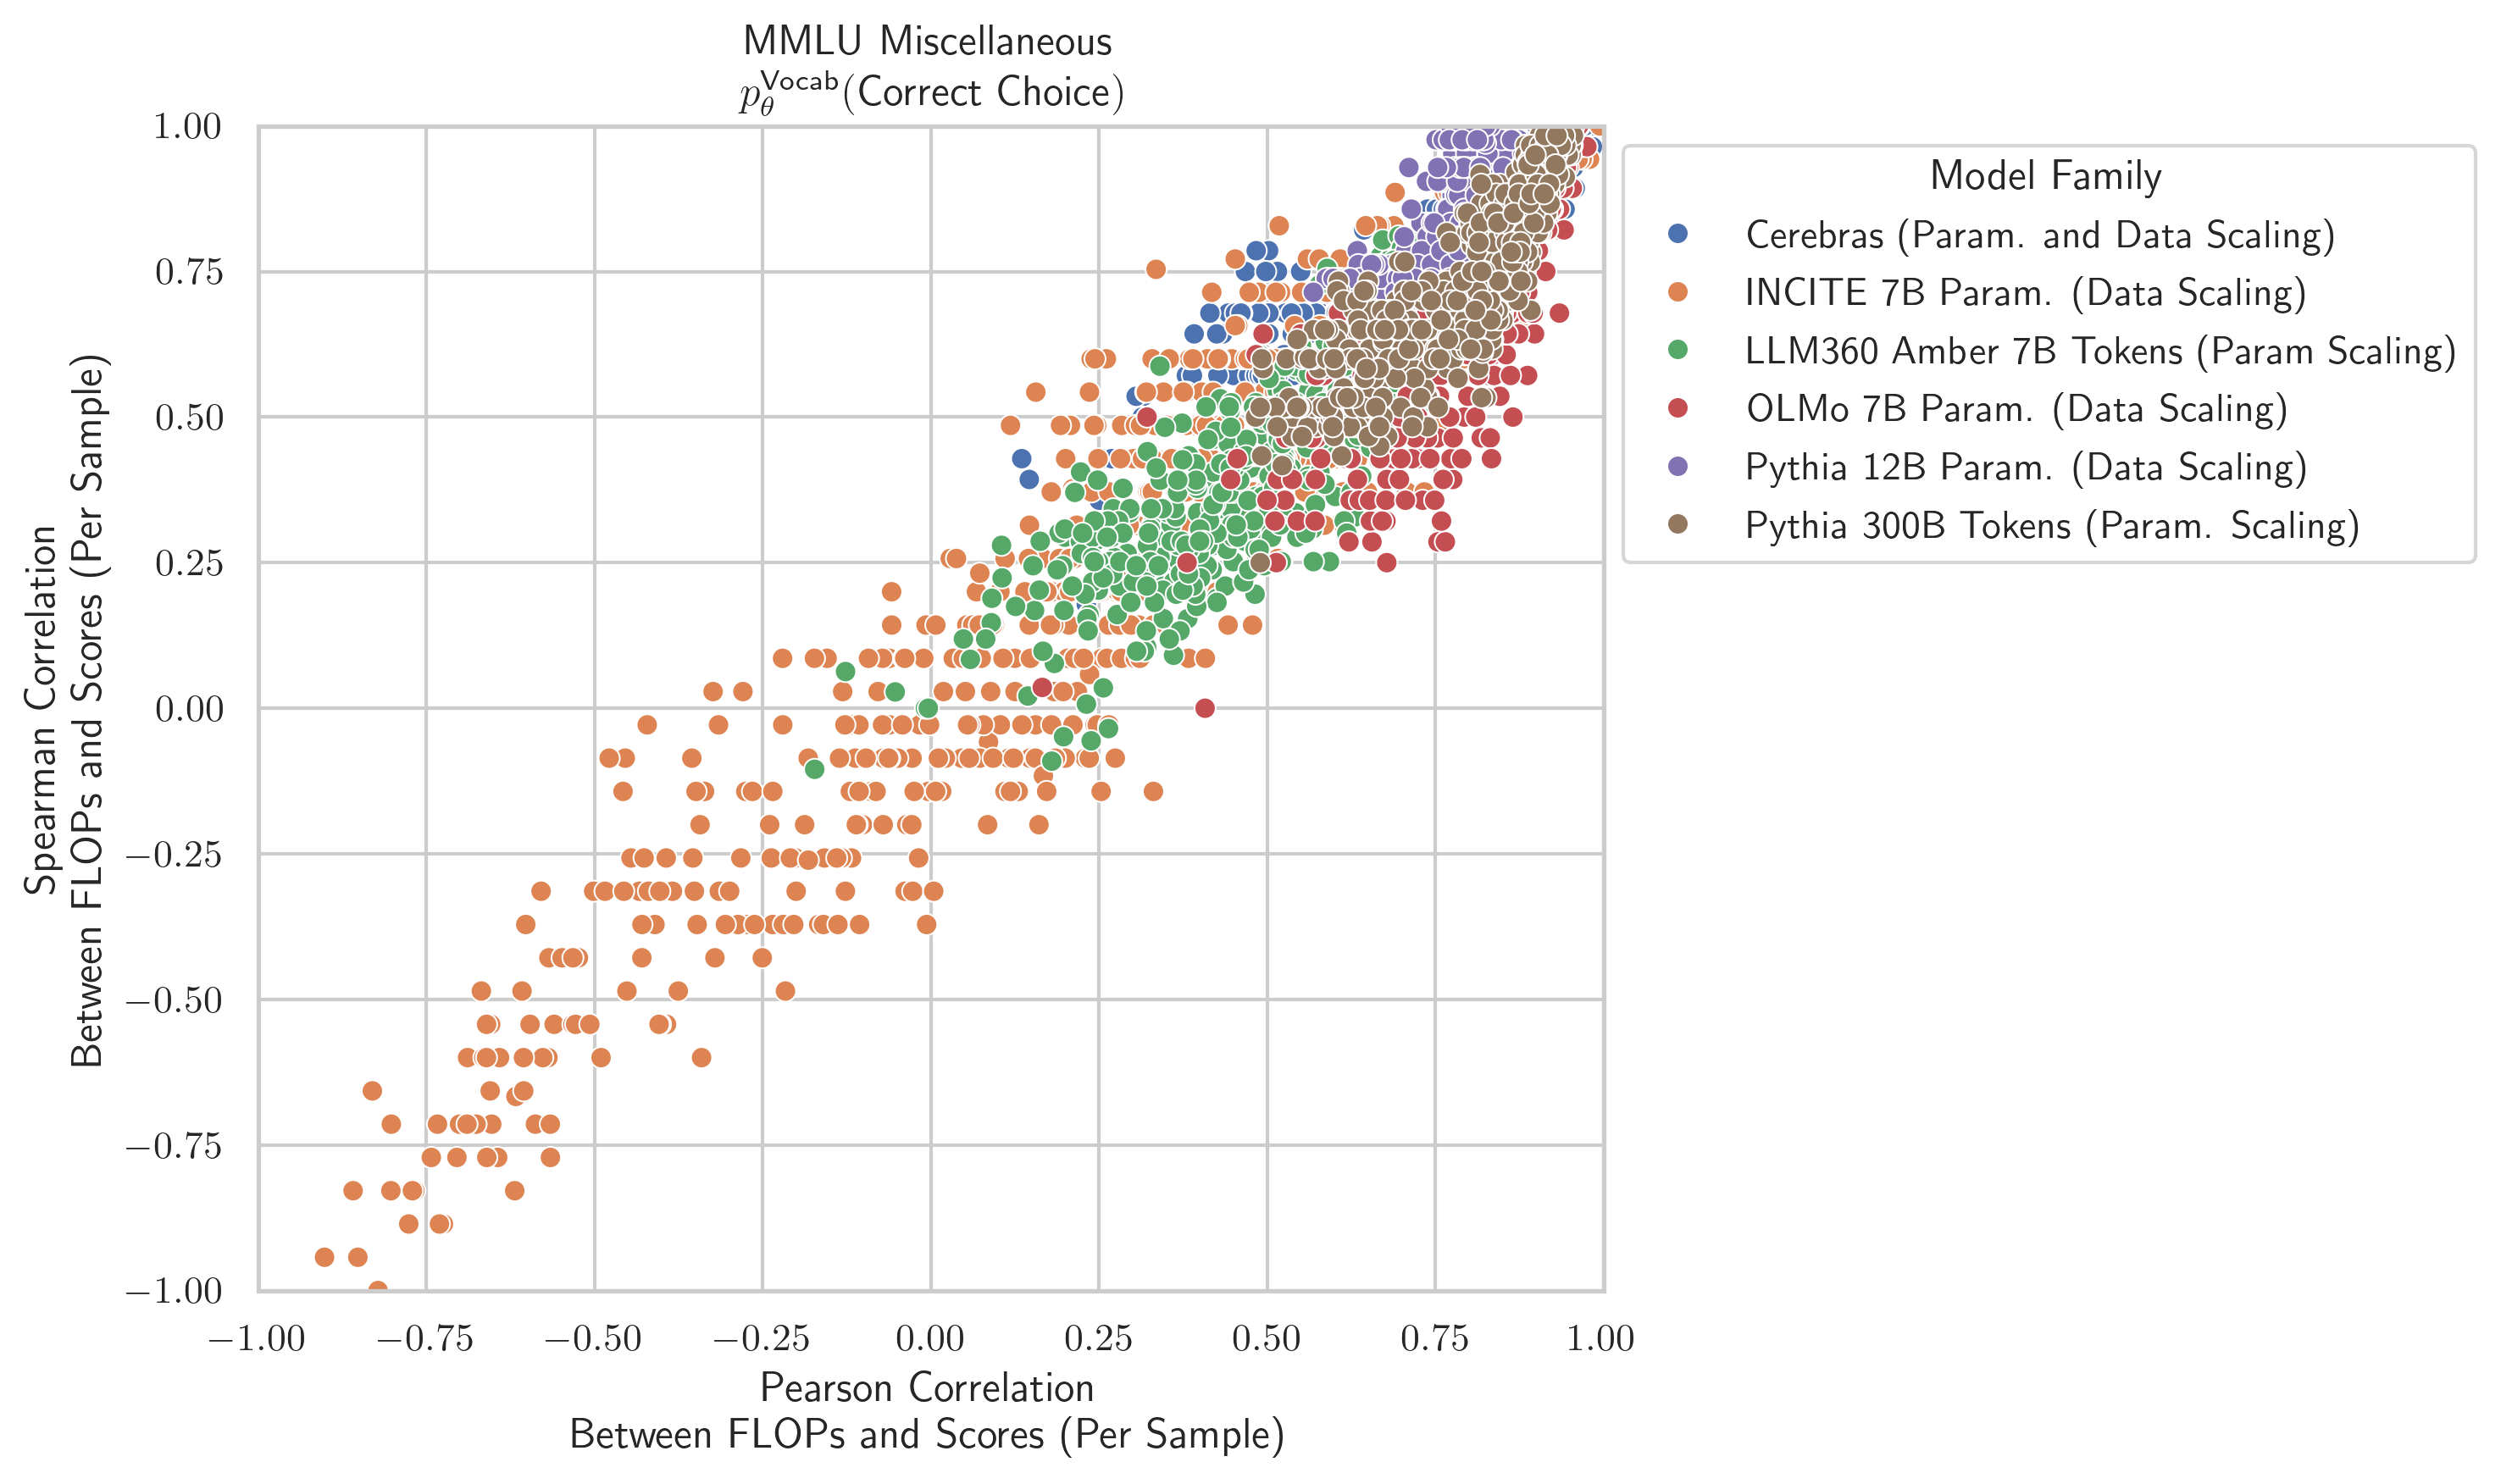 MMLU Miscellaneous
p_θ^Vocab(Correct Choice)
1.00
0.75
0.50
0.25
0.00
−0.25
−0.50
−0.75
−1.00
Spearman Correlation
Between FLOPs and Scores (Per Sample)
−1.00 −0.75 −0.50 −0.25 0.00 0.25 0.50 0.75 1.00
Pearson Correlation
Between FLOPs and Scores (Per Sample)
Model Family
Cerebras (Param. and Data Scaling)
INCITE 7B Param. (Data Scaling)
LLM360 Amber 7B Tokens (Param Scaling)
OLMo 7B Param. (Data Scaling)
Pythia 12B Param. (Data Scaling)
Pythia 300B Tokens (Param. Scaling)